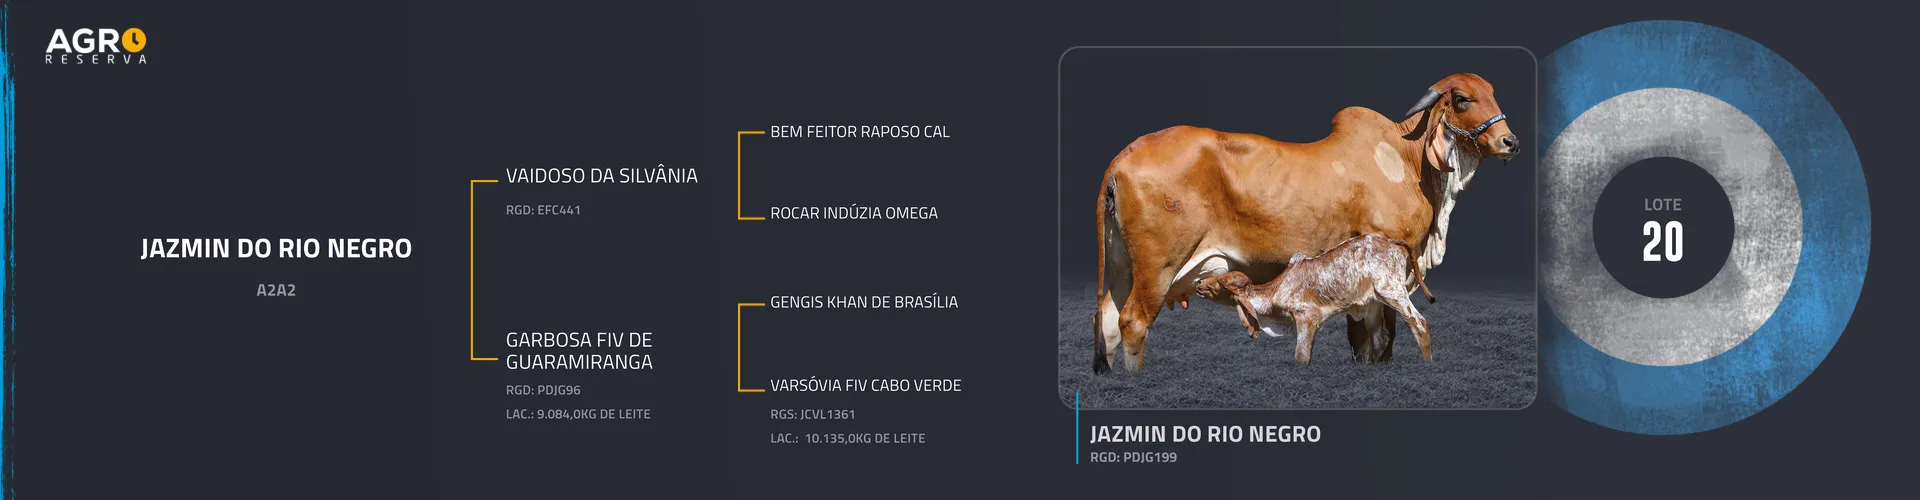 AGRO
RESERVA
JAZMIN DO RIO NEGRO
A2A2
VAIDOSO DA SILVÂNIA
RGD: EFC441
GARBOSA FIV DE
GUARAMIRANGA
RGD: PDJG96
LAC.: 9.084,0KG DE LEITE
BEM FEITOR RAPOSO CAL
ROCAR INDÚZIA OMEGA
GENGIS KHAN DE BRASÍLIA
VARSÓVIA FIV CABO VERDE
RGS: JCVL1361
LAC.: 10.135,0KG DE LEITE
JAZMIN DO RIO NEGRO
RGD: PDJG199
LOTE
20